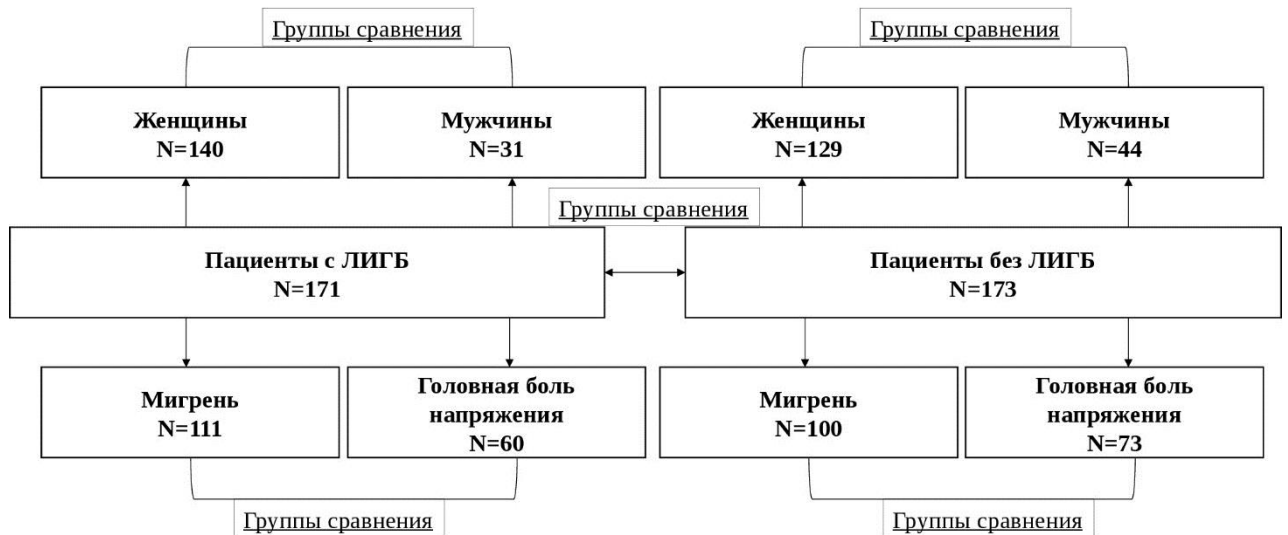 Группы сравнения
Группы сравнения
Женщины
N=140
Мужчины
N=31
Женщины
N=129
Мужчины
N=44
Группы сравнения
Пациенты с ЛИГБ
N=171
Пациенты без ЛИГБ
N=173
Мигрень
N=111
Головная боль
напряжения
N=60
Мигрень
N=100
Головная боль
напряжения
N=73
Группы сравнения
Группы сравнения